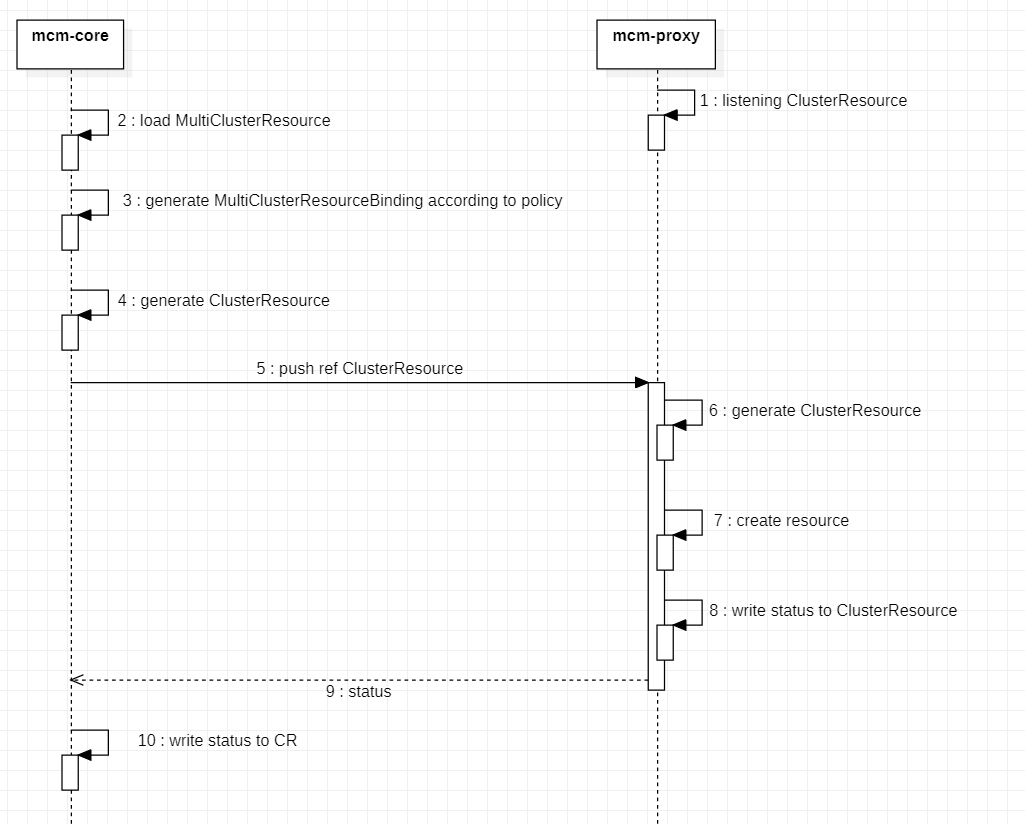 mcm-core
mcm-proxy
1 : listening ClusterResource
2 : load MultiClusterResource
3 : generate MultiClusterResourceBinding according to policy
4 : generate ClusterResource
5 : push ref ClusterResource
6 : generate ClusterResource
7 : create resource
8 : write status to ClusterResource
9 : status
10 : write status to CR